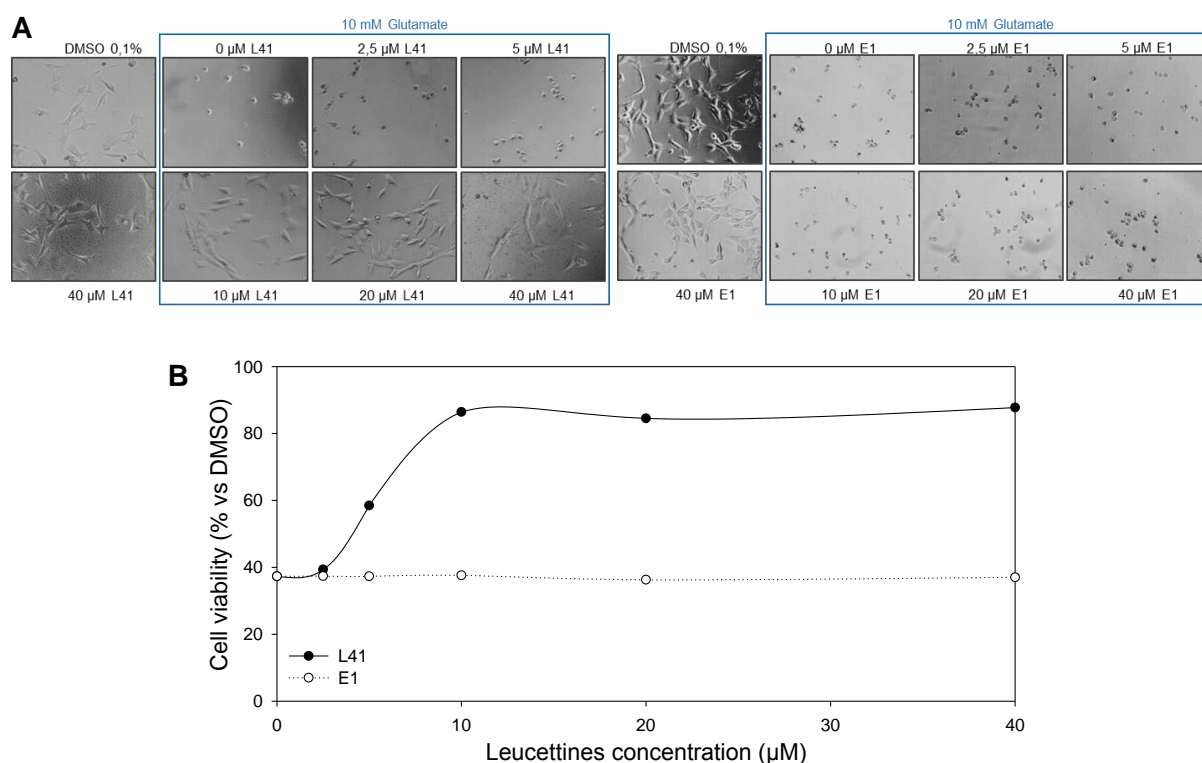 A
10 mM Glutamate
DMSO 0,1%
0 µM L41
2,5 µM L41
5 µM L41
40 µM L41
10 µM L41
20 µM L41
40 µM L41
10 mM Glutamate
DMSO 0,1%
0 µM E1
2,5 µM E1
5 µM E1
40 µM E1
10 µM E1
20 µM E1
40 µM E1
B
Cell viability (% vs DMSO)
100
80
60
40
20
0
L41
E1
0
10
20
30
40
Leucettines concentration (µM)